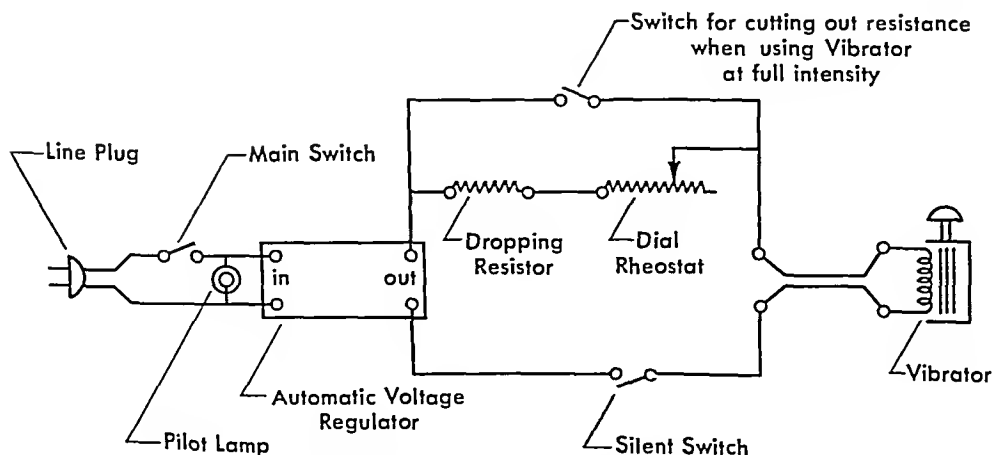 Switch for cutting out resistance
when using Vibrator
at full intensity
Line Plug
Main Switch
Dropping
Resistor
Dial
Rheostat
in
out
Vibrator
Automatic Voltage
Regulator
Pilot Lamp
Silent Switch